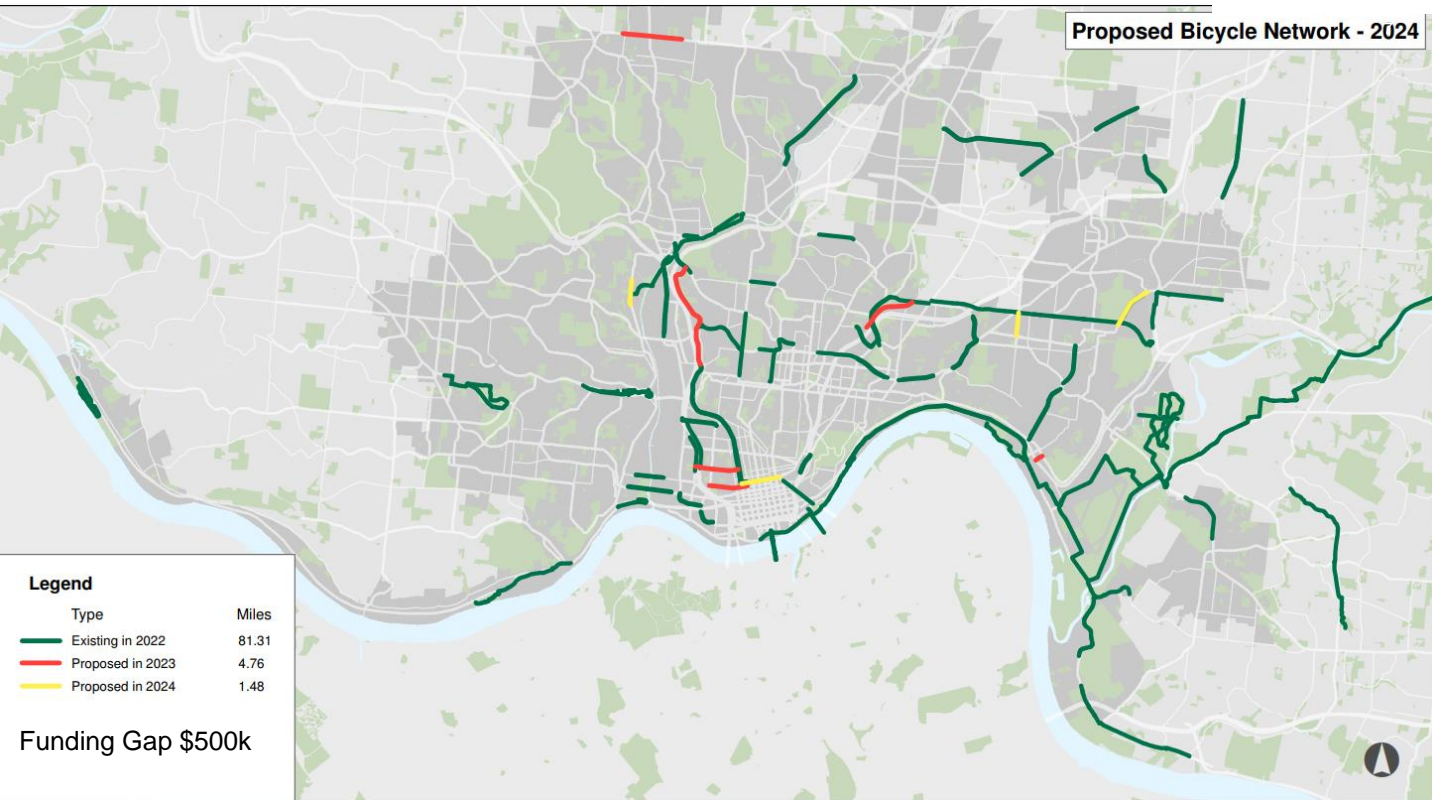 Proposed Bicycle Network - 2024
Legend
Type Miles
Existing in 2022 81.31
Proposed in 2023 4.76
Proposed in 2024 1.48
Funding Gap $500k